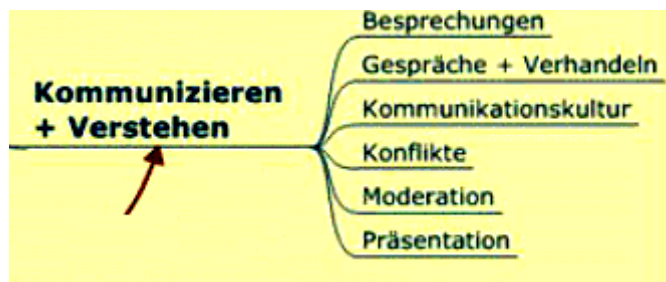 Kommunizieren
+ Verstehen
Besprechungen
Gespräche + Verhandeln
Kommunikationskultur
Konflikte
Moderation
Präsentation